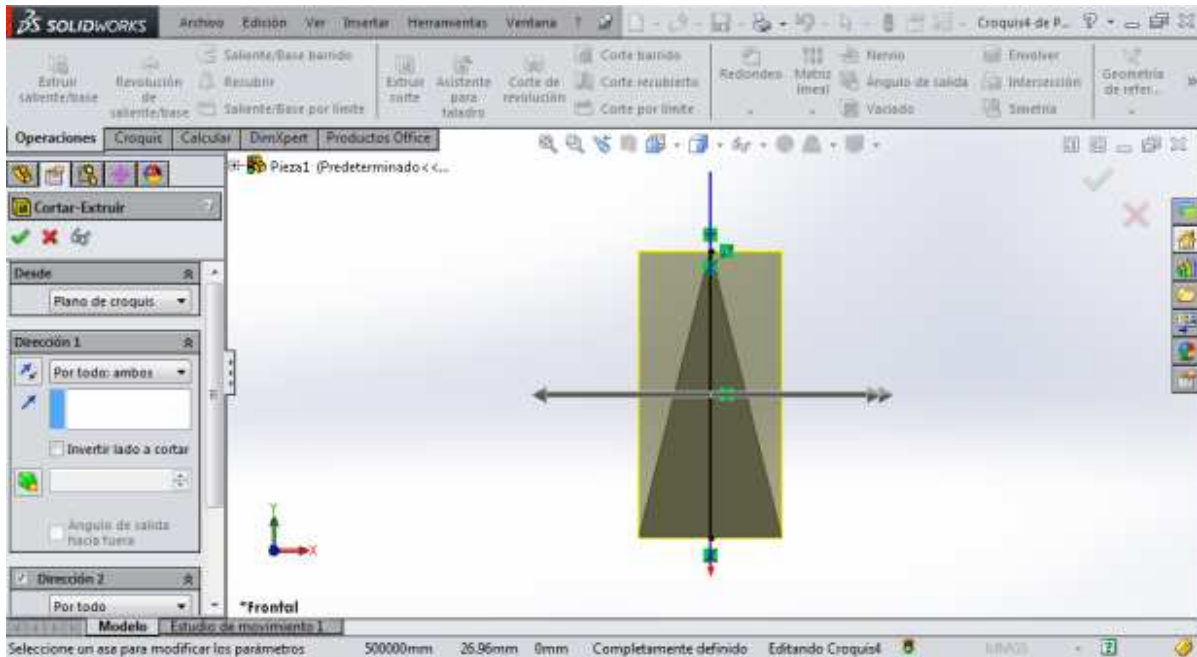 SOLIDWORKS Archivo Edición Ver Insertar Herramientas Ventana ? Croquis4 de P...
Extruir saliente/base
Revolución de saliente/base
Saliente/Base barrido
Recubrir
Saliente/Base por límite
Extruir corte
Asistente para taladro
Corte de revolución
Corte barrido
Corte recubierto
Corte por límite
Redondeo
Matriz lineal
Nervio
Ángulo de salida
Vaciado
Envolver
Intersección
Simetría
Geometría de refer...
Operaciones Croquis Calcular DimXpert Productos Office
Pieza1 (Predeterminado<<...
Cortar-Extruir
Desde
Plano de croquis
Dirección 1
Por todo: ambos
Invertir lado a cortar
Ángulo de salida
hacia fuera
Dirección 2
Por todo
Y
X
*Frontal
Modelo Estudio de movimiento 1
Seleccione un asa para modificar los parámetros 500000mm 26.96mm 0mm Completamente definido Editando Croquis4